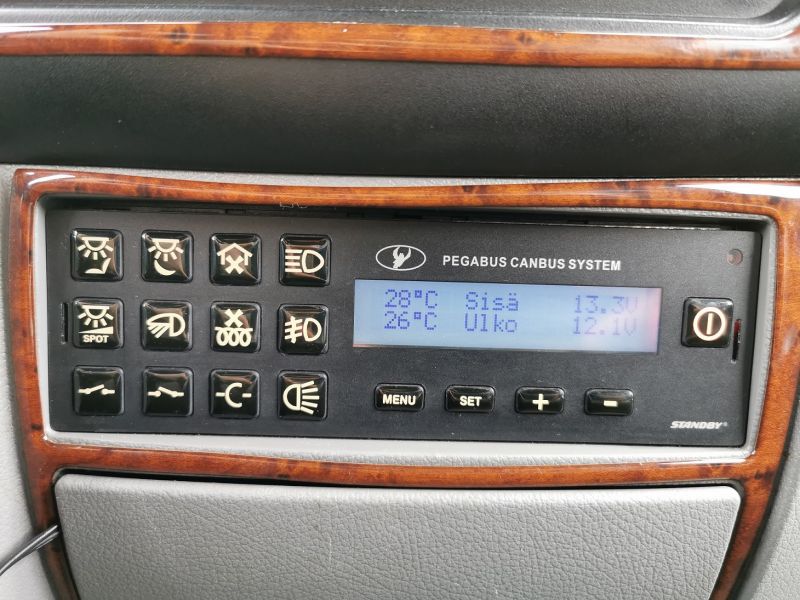 PEGABUS CANBUS SYSTEM
28°C Sisä 13.3V
26°C Ulko 12.1V
SPOT
-C-
MENU
SET
+
-
STANDBY®